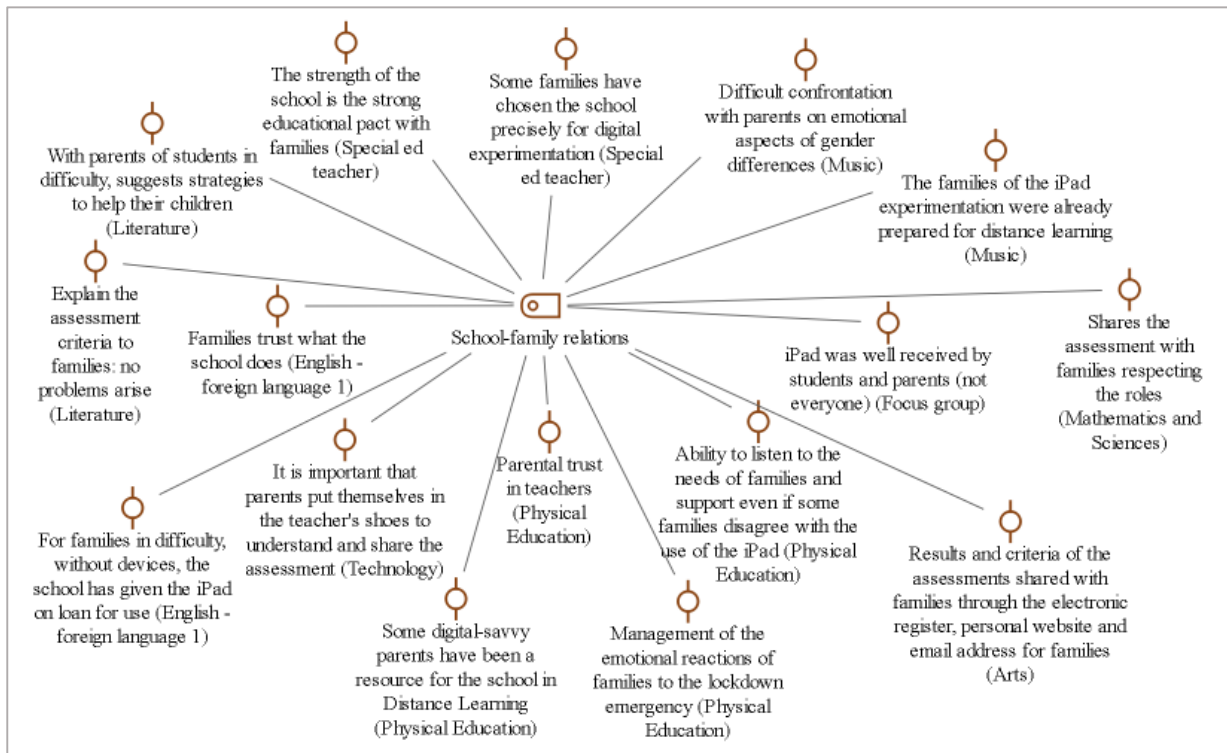 The strength of the
school is the strong
educational pact with
families (Special ed
teacher)
Some families have
chosen the school
precisely for digital
experimentation (Special
ed teacher)
Difficult confrontation
with parents on emotional
aspects of gender
differences (Music)
With parents of students in
difficulty, suggests strategies
to help their children
(Literature)
The families of the iPad
experimentation were already
prepared for distance learning
(Music)
Explain the
assessment
criteria to
families: no
problems arise
(Literature)
Families trust what the
school does (English -
foreign language 1)
School-family relations
iPad was well received by
students and parents (not
everyone) (Focus group)
Shares the
assessment with
families respecting
the roles
(Mathematics and
Sciences)
For families in difficulty,
without devices, the
school has given the iPad
on loan for use (English -
foreign language 1)
It is important that
parents put themselves in
the teacher's shoes to
understand and share the
assessment (Technology)
Parental trust
in teachers
(Physical
Education)
Ability to listen to the
needs of families and
support even if some
families disagree with the
use of the iPad (Physical
Education)
Results and criteria of the
assessments shared with
families through the electronic
register, personal website and
email address for families
(Arts)
Some digital-savvy
parents have been a
resource for the school in
Distance Learning
(Physical Education)
Management of the
emotional reactions of
families to the lockdown
emergency (Physical
Education)